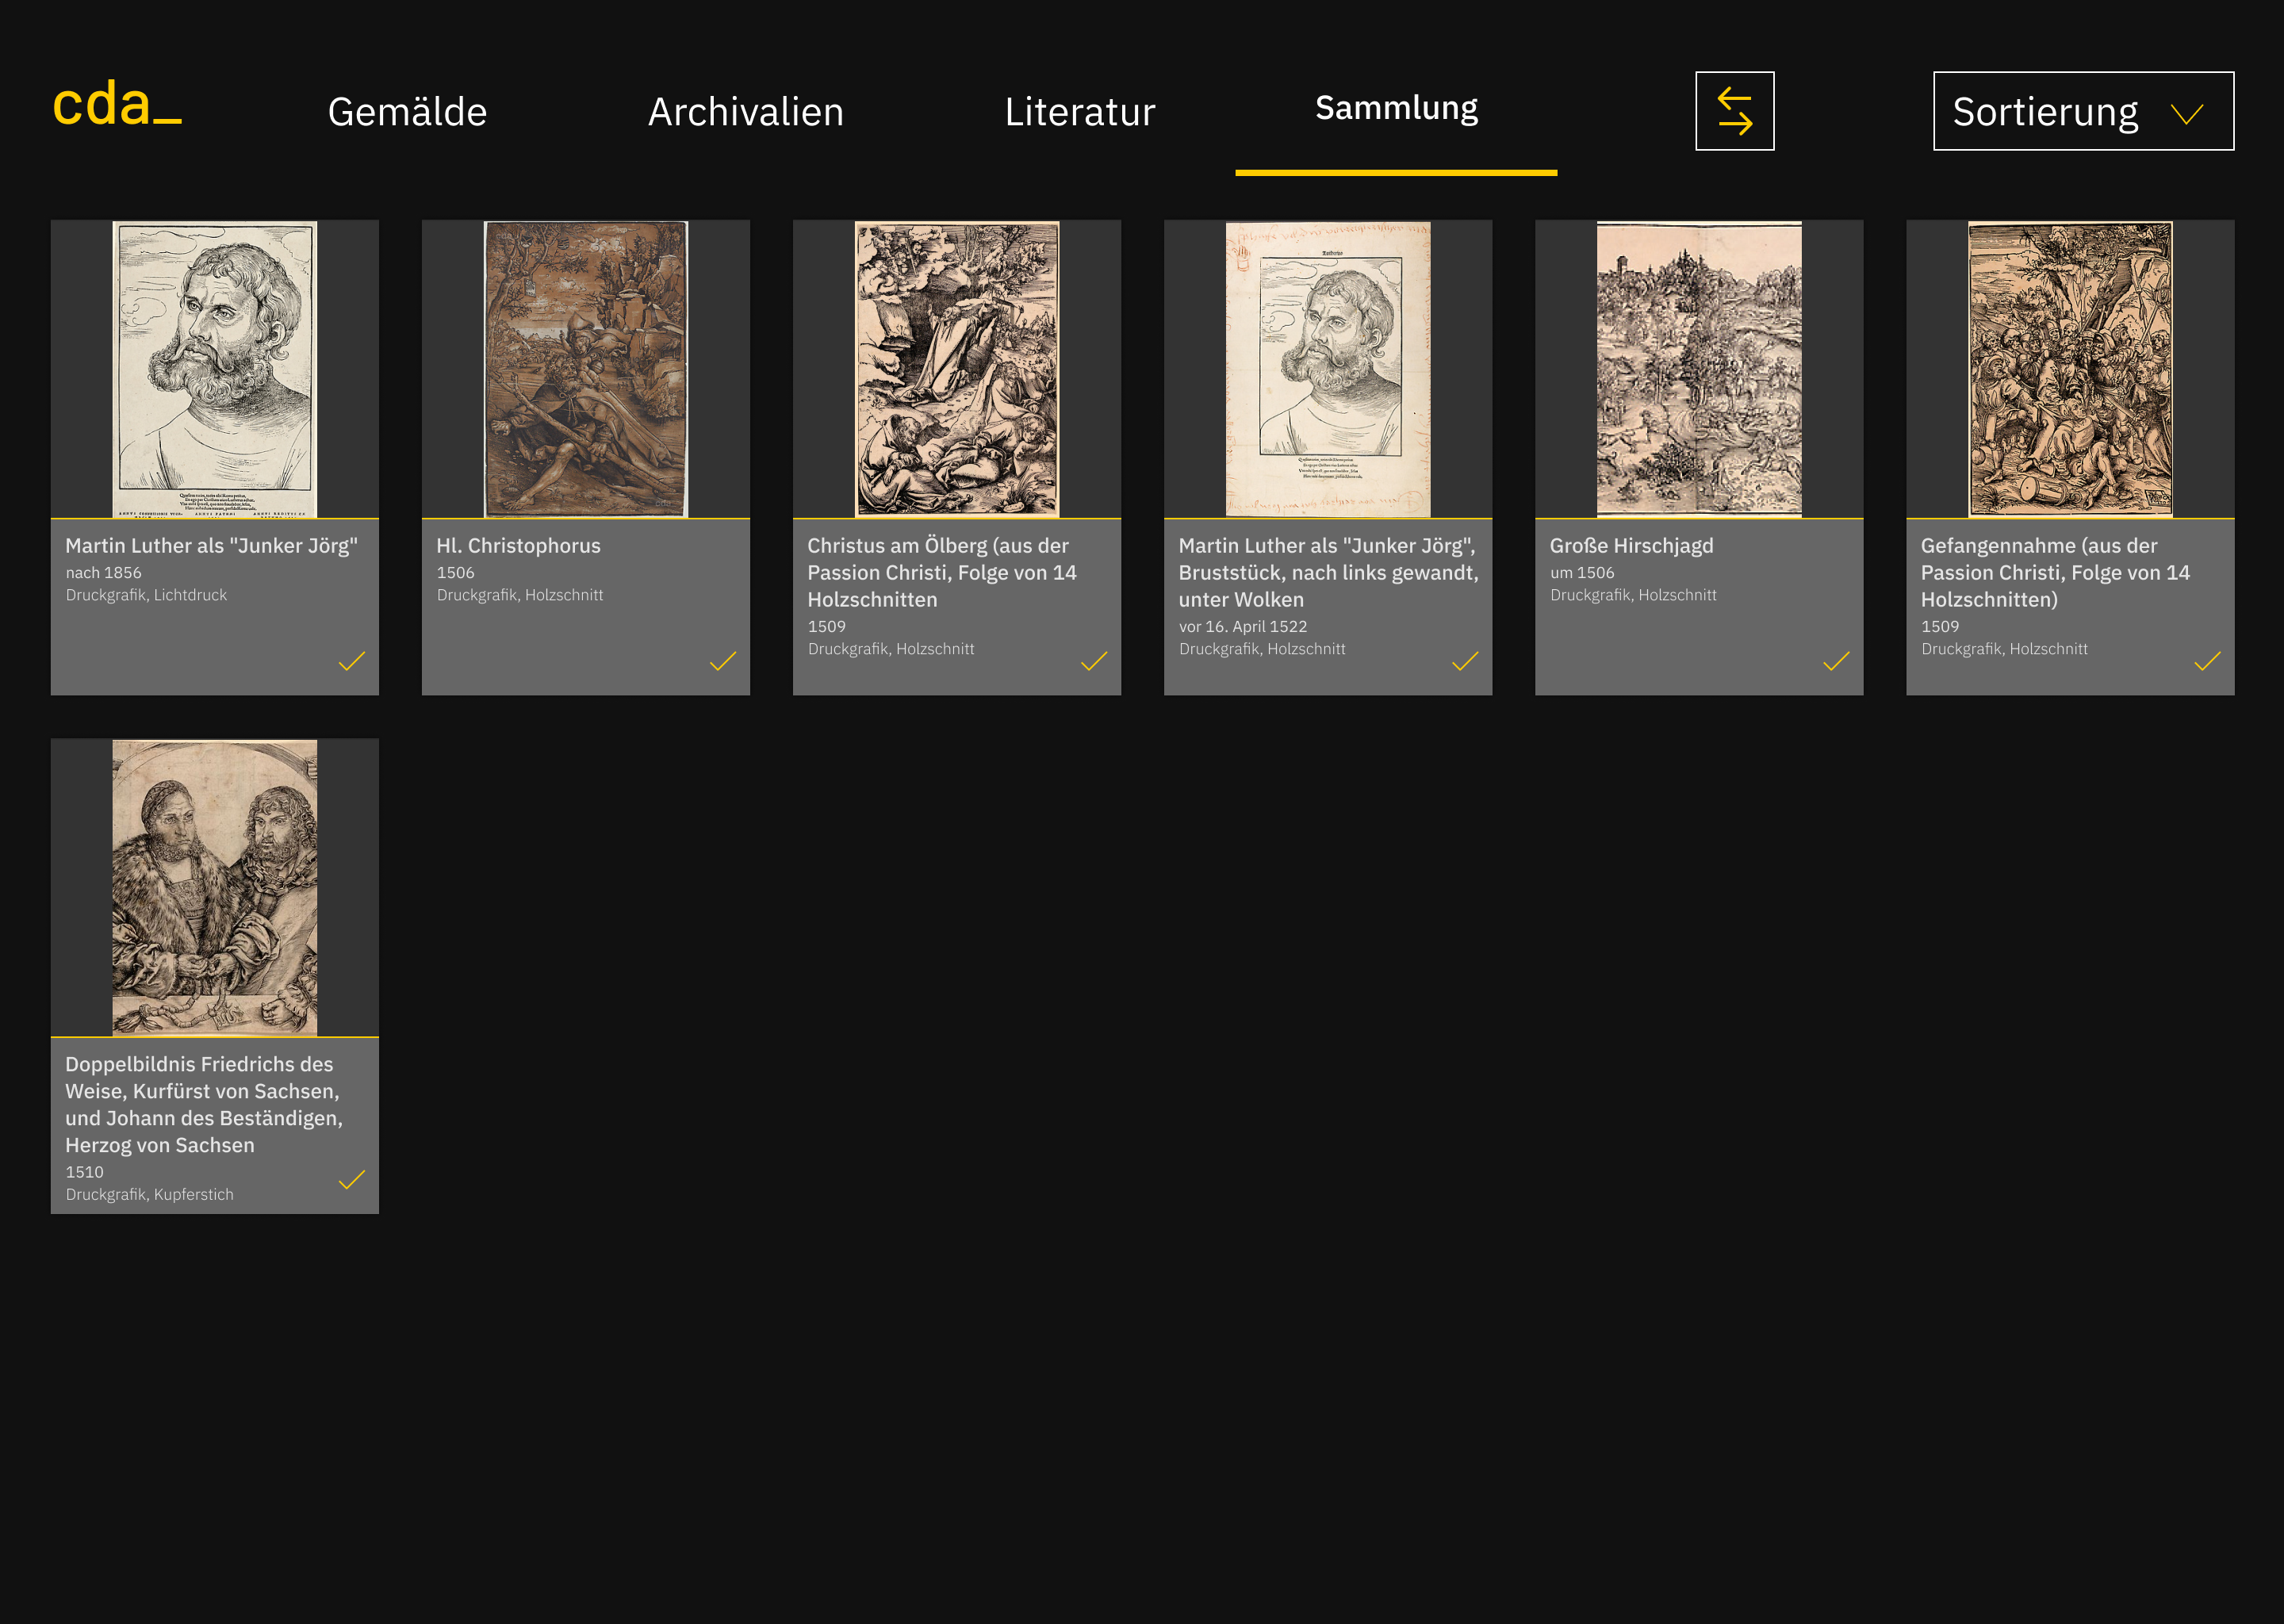 cda_
Gemälde
Archivalien
Literatur
Sammlung
Sortierung
Martin Luther als "Junker Jörg"
nach 1856
Druckgrafik, Lichtdruck
Hl. Christophorus
1506
Druckgrafik, Holzschnitt
Christus am Ölberg (aus der
Passion Christi, Folge von 14
Holzschnitten
1509
Druckgrafik, Holzschnitt
Martin Luther als "Junker Jörg",
Bruststück, nach links gewandt,
unter Wolken
vor 16. April 1522
Druckgrafik, Holzschnitt
Große Hirschjagd
um 1506
Druckgrafik, Holzschnitt
Gefangennahme (aus der
Passion Christi, Folge von 14
Holzschnitten)
1509
Druckgrafik, Holzschnitt
Doppelbildnis Friedrichs des
Weise, Kurfürst von Sachsen,
und Johann des Beständigen,
Herzog von Sachsen
1510
Druckgrafik, Kupferstich